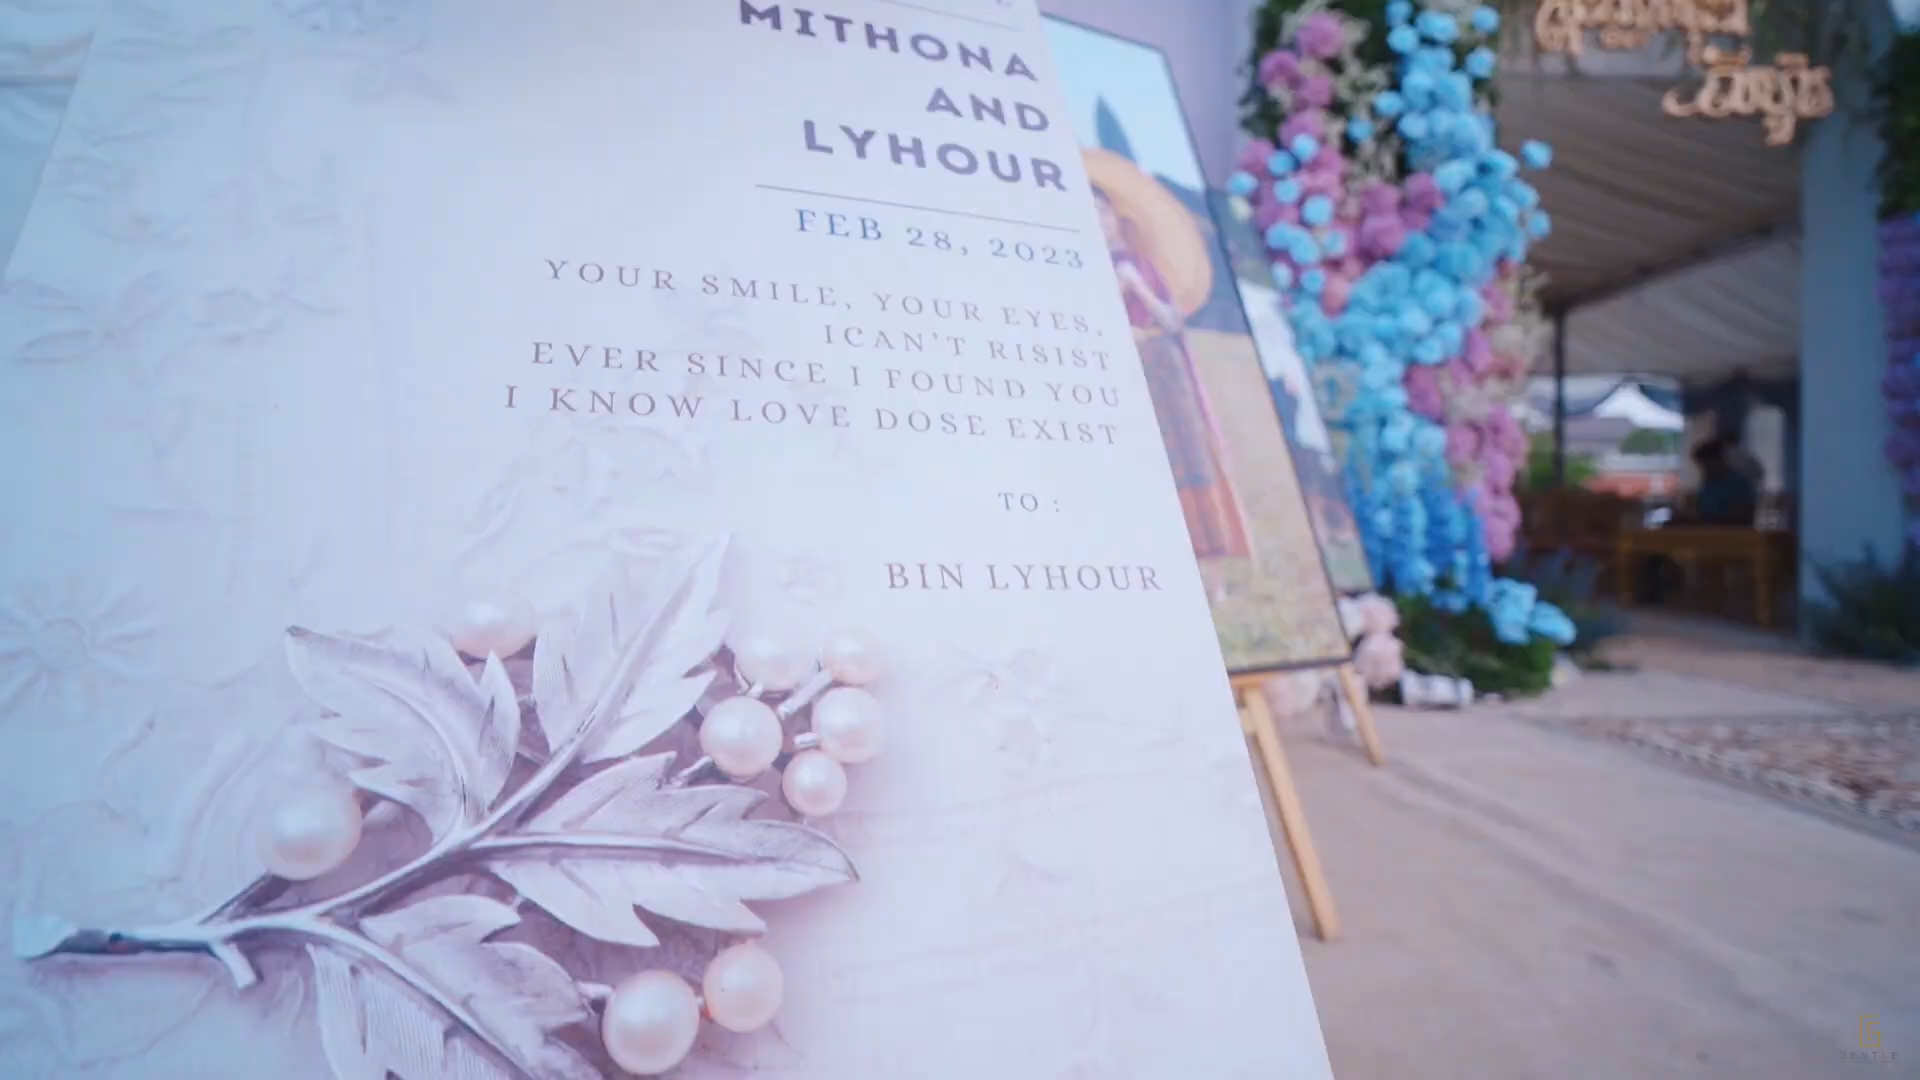 MITHONA
AND
LYHOUR
FEB 28, 2023
YOUR SMILE, YOUR EYES,
ICAN'T RISIST
EVER SINCE I FOUND YOU
I KNOW LOVE DOSE EXIST
TO :
BIN LYHOUR
GENTLE